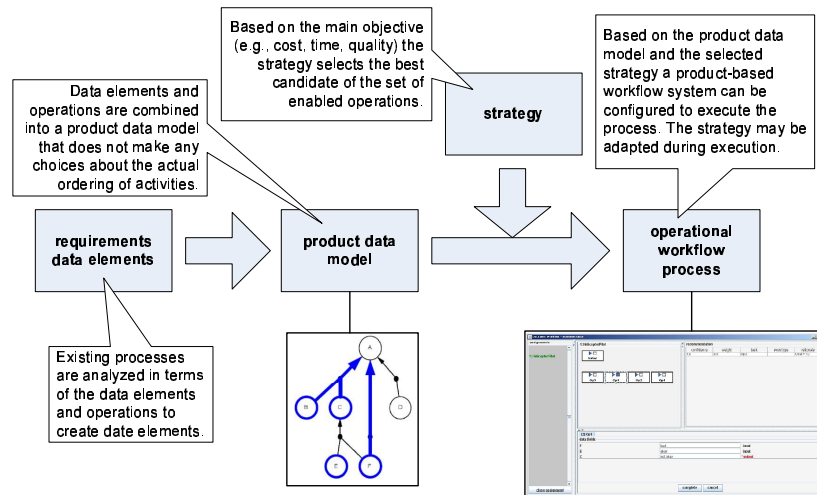 Based on the main objective
(e.g., cost, time, quality) the
strategy selects the best
candidate of the set of
enabled operations.
Based on the product data
model and the selected
strategy a product-based
workflow system can be
configured to execute the
process. The strategy may be
adapted during execution.
Data elements and
operations are combined
into a product data model
that does not make any
choices about the actual
ordering of activities.
strategy
requirements
data elements
product data
model
operational
workflow
process
Existing processes
are analyzed in terms
of the data elements
and operations to
create date elements.
A
B
C
D
E
F
complete
cancel